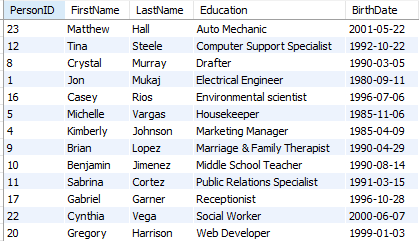 PersonID FirstName LastName Education BirthDate
23 Matthew Hall Auto Mechanic 2001-05-22
12 Tina Steele Computer Support Specialist 1992-10-22
8 Crystal Murray Drafter 1990-03-05
1 Jon Mukaj Electrical Engineer 1980-09-11
16 Casey Rios Environmental scientist 1996-07-06
5 Michelle Vargas Housekeeper 1985-11-06
4 Kimberly Johnson Marketing Manager 1985-04-09
9 Brian Lopez Marriage & Family Therapist 1990-04-29
10 Benjamin Jimenez Middle School Teacher 1990-08-14
11 Sabrina Cortez Public Relations Specialist 1991-03-15
17 Gabriel Garner Receptionist 1996-10-28
22 Cynthia Vega Social Worker 2000-06-07
20 Gregory Harrison Web Developer 1999-01-03